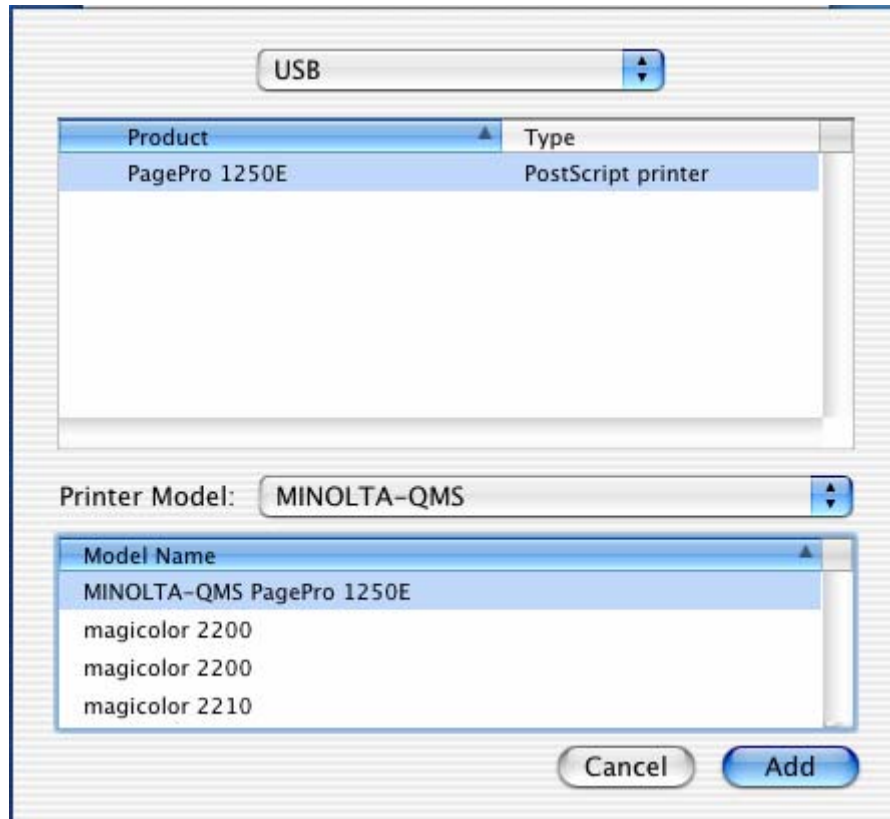 USB
Product Type
PagePro 1250E PostScript printer
Printer Model: MINOLTA-QMS
Model Name
MINOLTA-QMS PagePro 1250E
magicolor 2200
magicolor 2200
magicolor 2210
Cancel Add